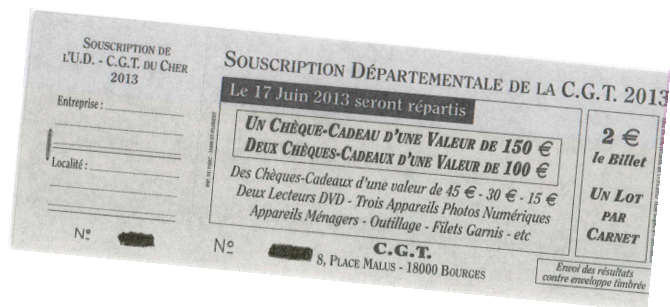 SOUSCRIPTION DE
L'U.D. - C.G.T. DU CHER
2013
Entreprise :
Localité :
Nº
SOUSCRIPTION DÉPARTEMENTALE DE LA C.G.T. 2013
Le 17 Juin 2013 seront répartis
UN CHÈQUE-CADEAU D'UNE VALEUR DE 150 €
DEUX CHÈQUES-CADEAUX D'UNE VALEUR DE 100 €
Des Chèques-Cadeaux d'une valeur de 45 € - 30 € - 15 €
Deux Lecteurs DVD - Trois Appareils Photos Numériques
Appareils Ménagers - Outillage - Filets Garnis - etc
Nº
C.G.T.
8, PLACE MALUS - 18000 BOURGES
2 €
le Billet
UN LOT
PAR
CARNET
Envoi des résultats
contre enveloppe timbrée